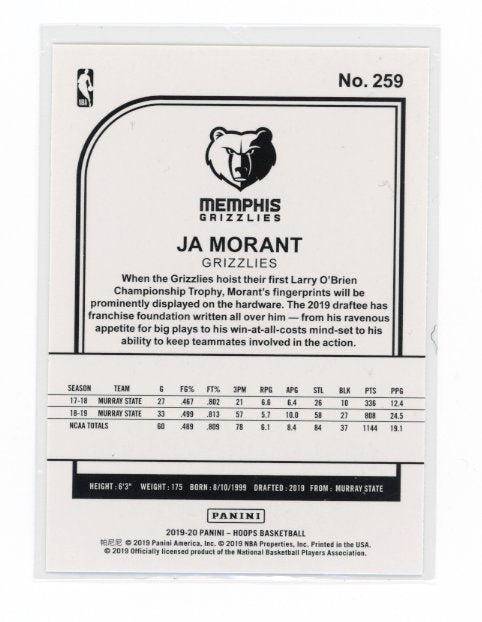 No. 259
NBA
MEMPHIS
GRIZZLIES
JA MORANT
GRIZZLIES
When the Grizzlies hoist their first Larry O'Brien
Championship Trophy, Morant's fingerprints will be
prominently displayed on the hardware. The 2019 draftee has
franchise foundation written all over him — from his ravenous
appetite for big plays to his win-at-all-costs mind-set to his
ability to keep teammates involved in the action.
SEASON TEAM G FG% FT% 3PM RPG APG STL BLK PTS PPG
17-18 MURRAY STATE 27 .467 .802 21 6.6 6.4 26 10 336 12.4
18-19 MURRAY STATE 33 .499 .813 57 5.7 10.0 58 27 808 24.5
NCAA TOTALS 60 .489 .809 78 6.1 8.4 84 37 1144 19.1
HEIGHT: 6'3" WEIGHT: 175 BORN: 8/10/1999 DRAFTED: 2019 FROM: MURRAY STATE
PANINI
2019-20 PANINI – HOOPS BASKETBALL
帕尼尼 © 2019 Panini America, Inc. © 2019 NBA Properties, Inc. Printed in the USA.
© 2019 Officially licensed product of the National Basketball Players Association.